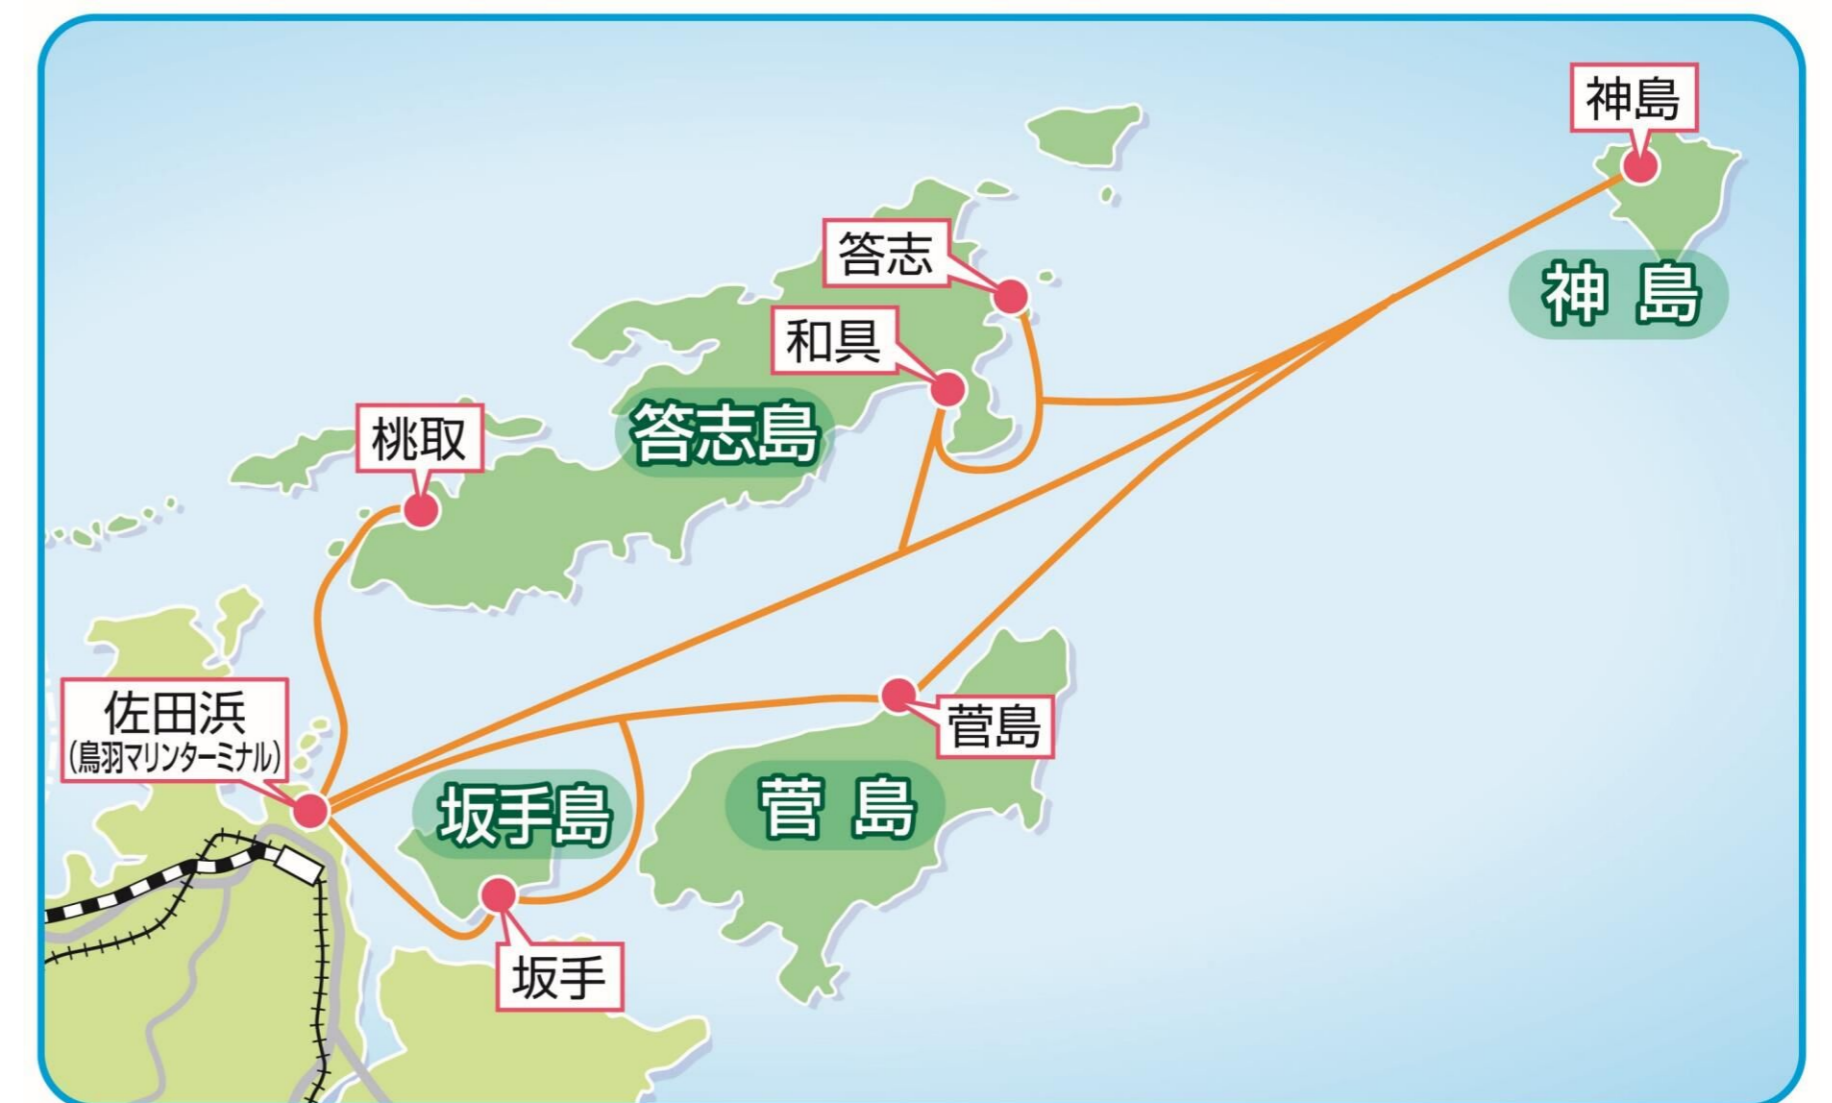 神島
神島
答志
和具
桃取
答志島
佐田浜
(鳥羽マリンターミナル)
菅島
坂手島
菅島
坂手